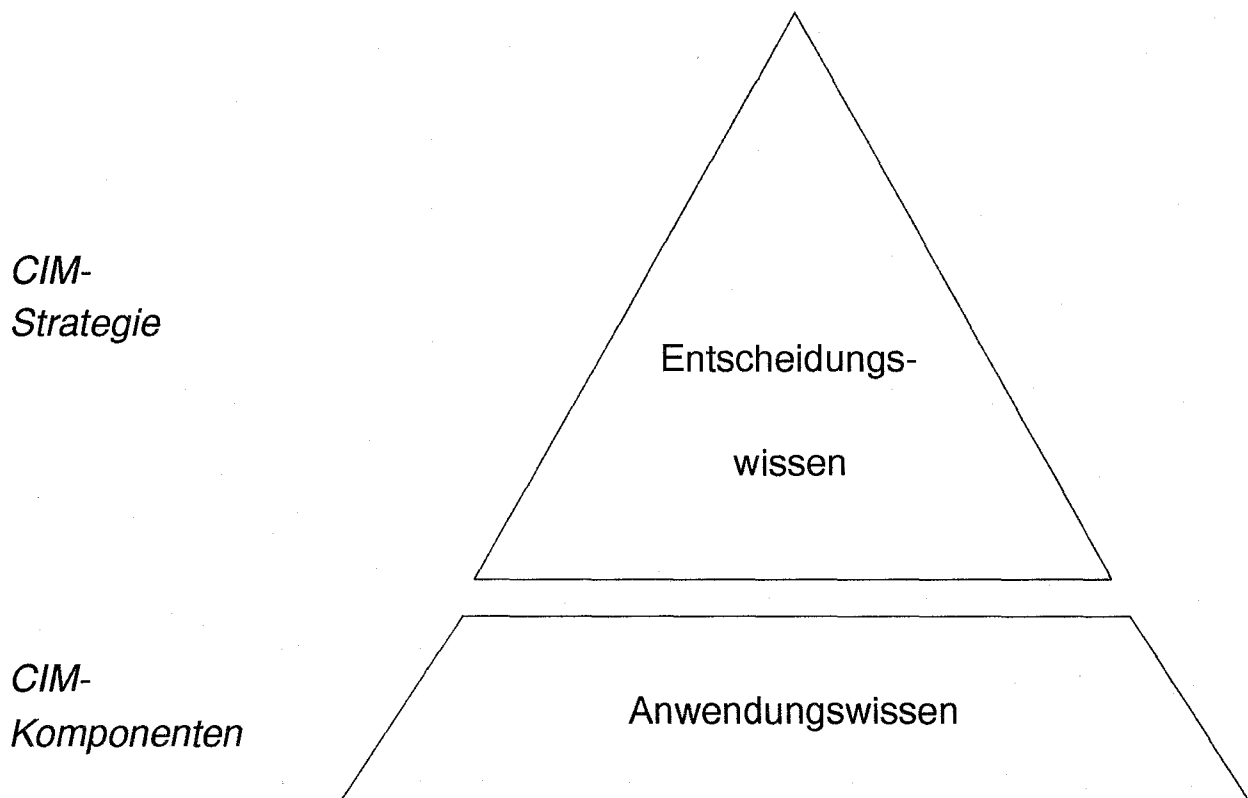 CIM-
Strategie
Entscheidungs-
wissen
CIM-
Komponenten
Anwendungswissen